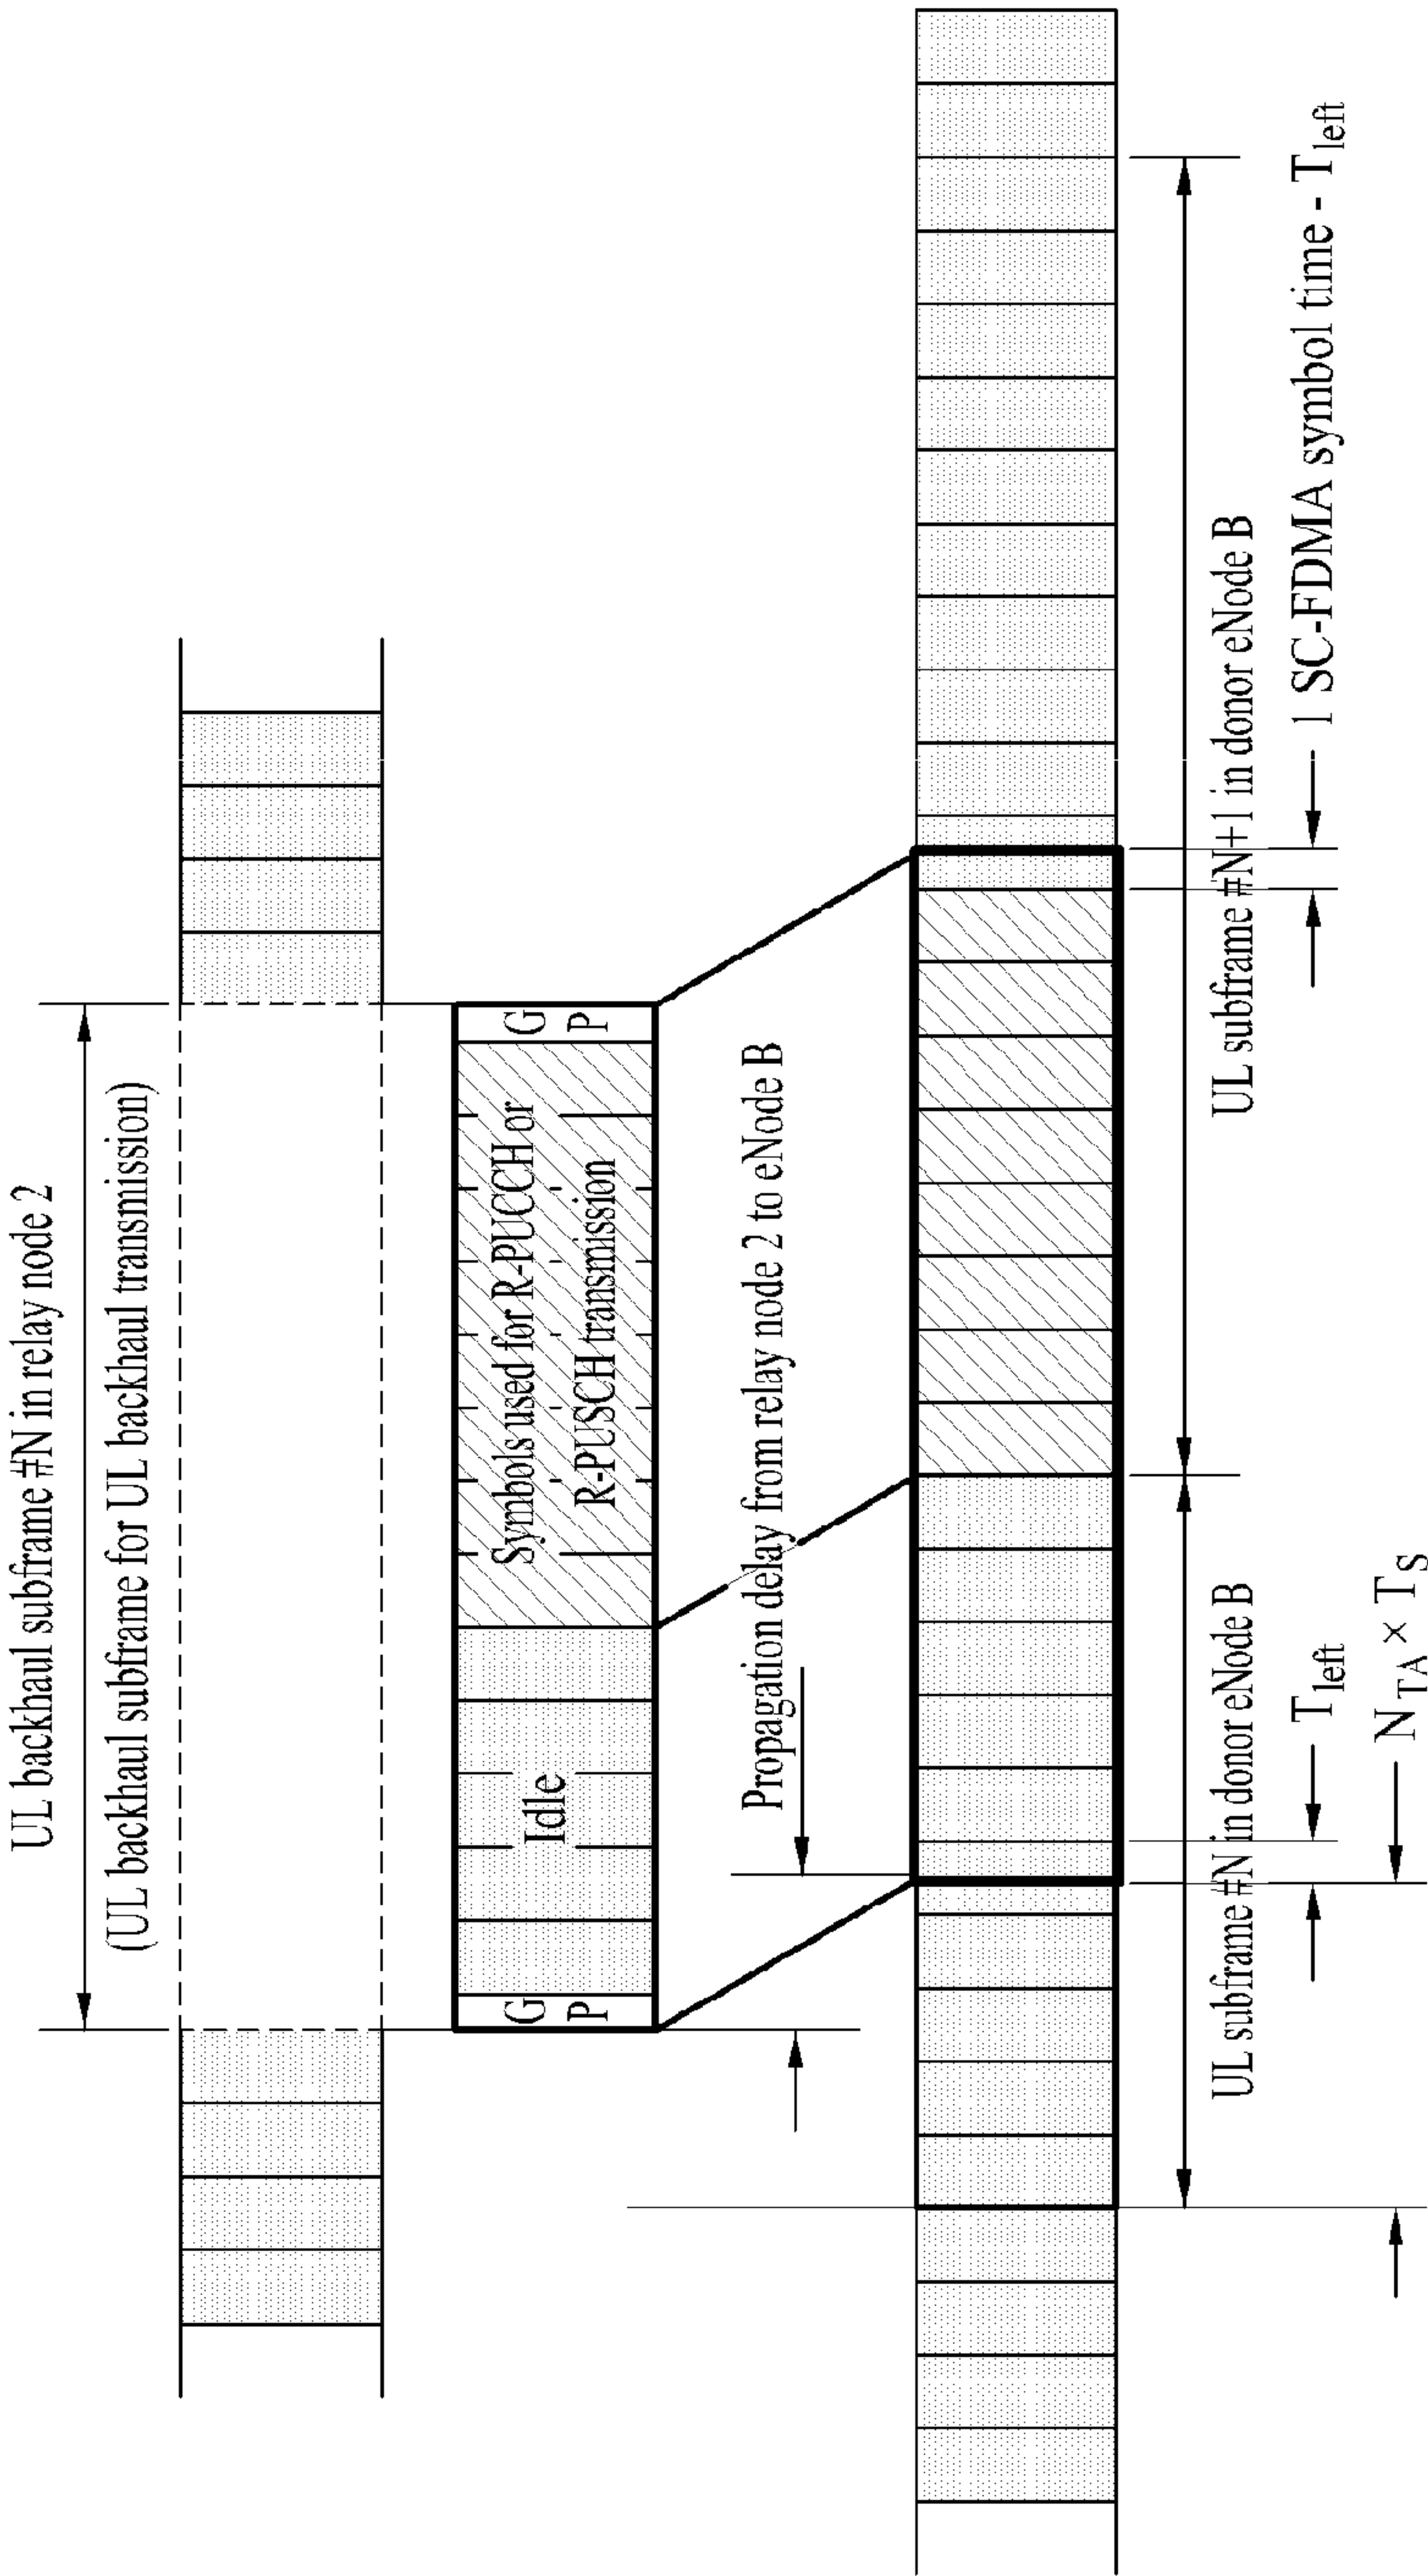 UL backhaul subframe #N in relay node 2
(UL backhaul subframe for UL backhaul transmission)
G
P
Idle
Symbols used for R-PUCCH or
R-PUSCH transmission
G
P
Propagation delay from relay node 2 to eNode B
UL subframe #N in donor eNode B
UL subframe #N+1 in donor eNode B
T_left
1 SC-FDMA symbol time - T_left
N_TA × T_S